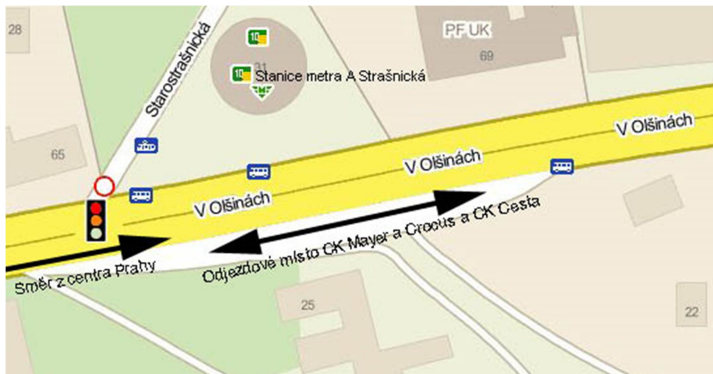 28
10
PF UK
69
Starostrašnická
31
10
Stanice metra A Strašnická
65
V Olšinách
V Olšinách
V Olšinách
Odjezdové místo CK Mayer a Crocus a CK Cesta
Směr z centra Prahy
25
22